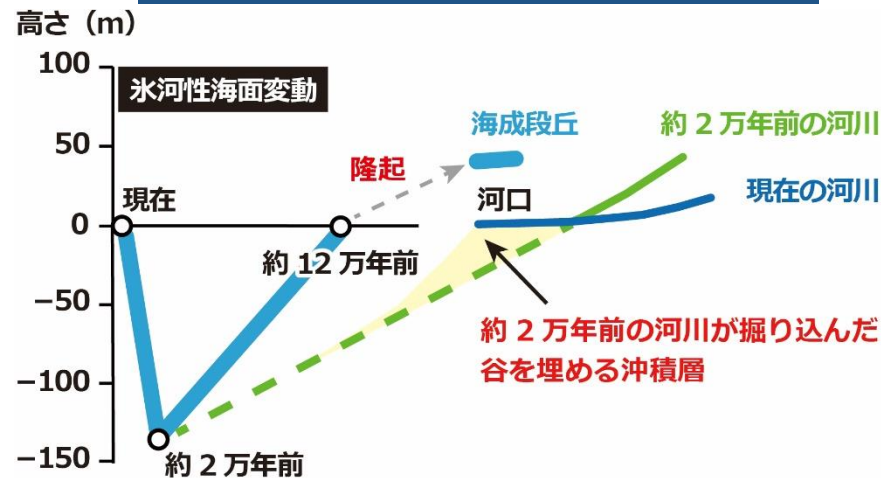 高さ（m）
100
氷河性海面変動
50
海成段丘
約 2 万年前の河川
隆起
現在
河口
現在の河川
0
約 12 万年前
−50
約 2 万年前の河川が掘り込んだ
谷を埋める沖積層
−100
−150
約 2 万年前